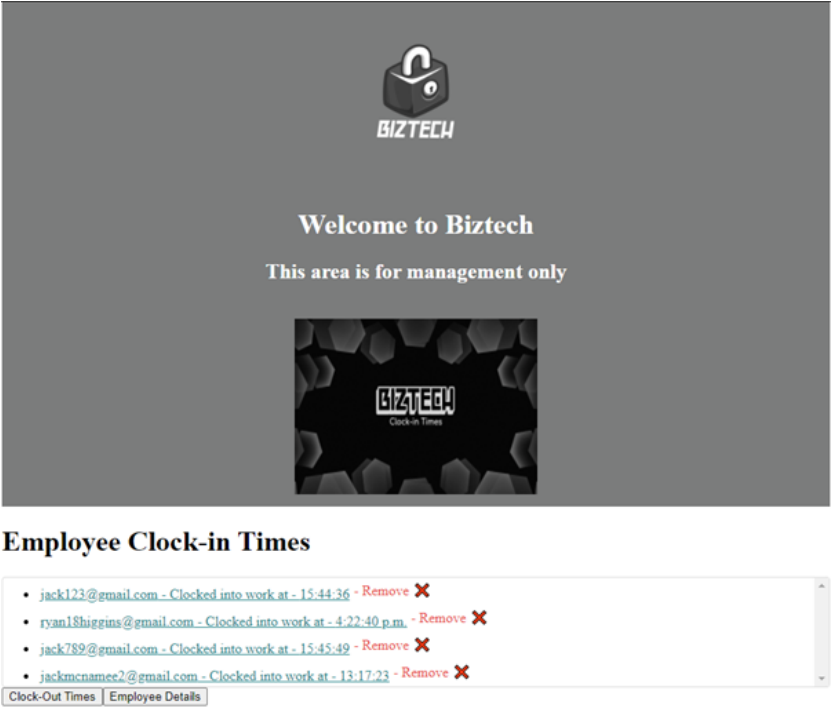 BIZTECH
Welcome to Biztech
This area is for management only
BIZTECH
Clock-in Times
Employee Clock-in Times
jack123@gmail.com - Clocked into work at - 15:44:36 - Remove
ryan18higgins@gmail.com - Clocked into work at - 4:22:40 p.m. - Remove
jack789@gmail.com - Clocked into work at - 15:45:49 - Remove
jackmcnamee2@gmail.com - Clocked into work at - 13:17:23 - Remove
Clock-Out Times Employee Details